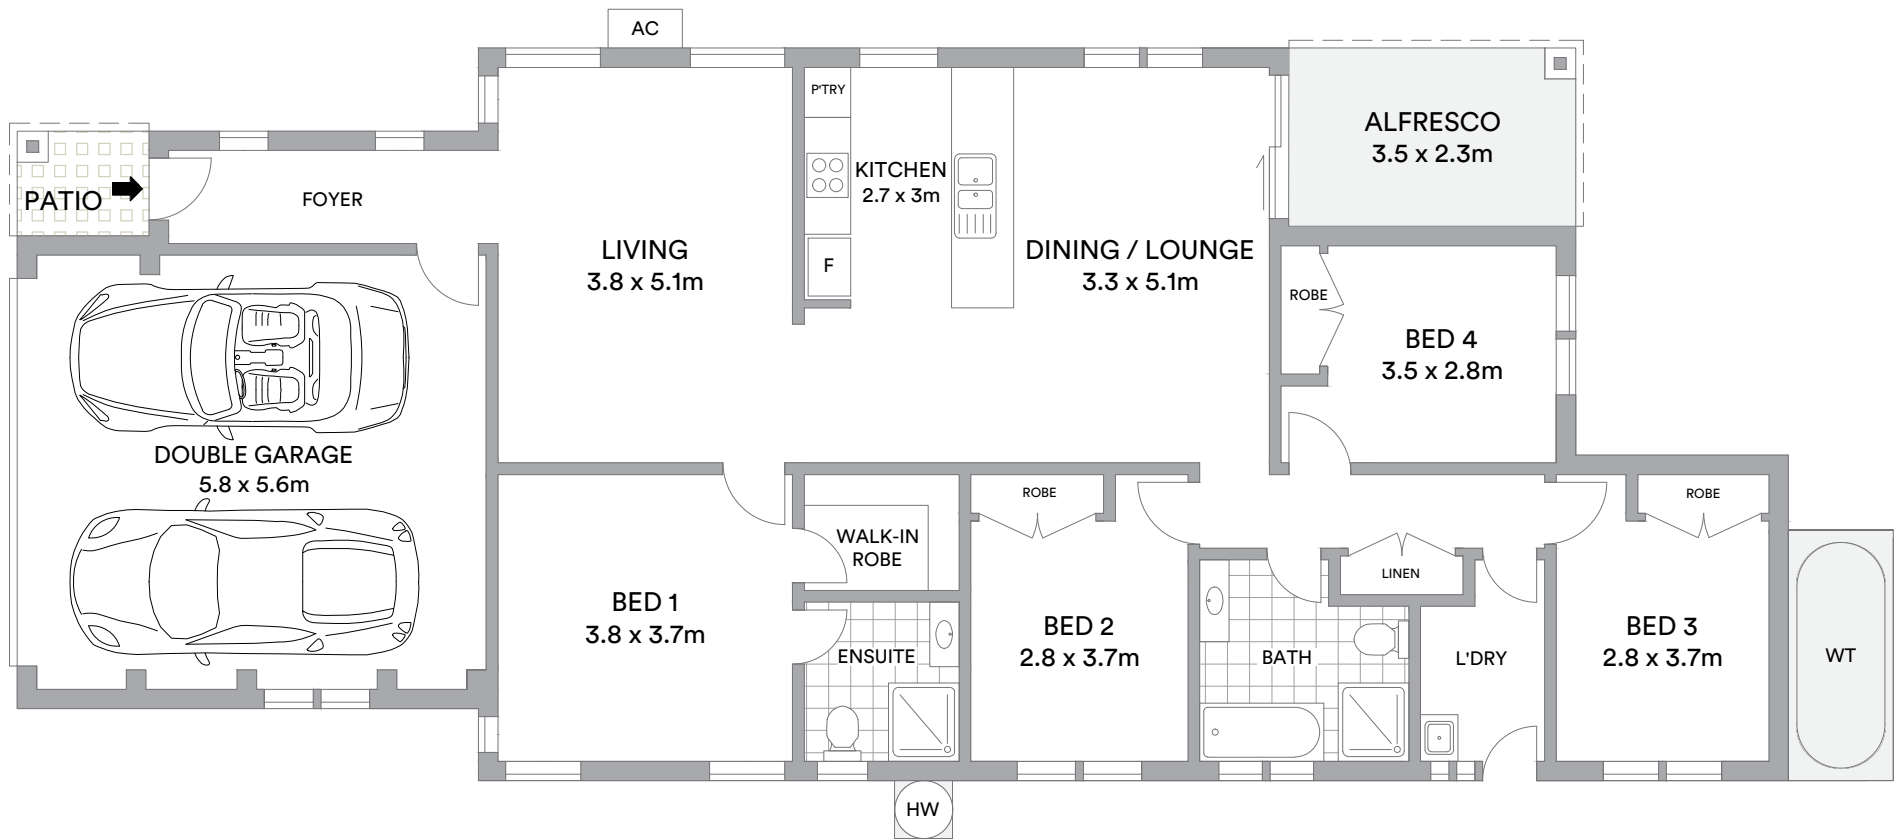 AC
P'TRY
KITCHEN
2.7 x 3m
F
ALFRESCO
3.5 x 2.3m
PATIO
FOYER
LIVING
3.8 x 5.1m
DINING / LOUNGE
3.3 x 5.1m
ROBE
BED 4
3.5 x 2.8m
DOUBLE GARAGE
5.8 x 5.6m
WALK-IN
ROBE
ROBE
ROBE
LINEN
BED 1
3.8 x 3.7m
ENSUITE
BED 2
2.8 x 3.7m
BATH
L'DRY
BED 3
2.8 x 3.7m
WT
HW